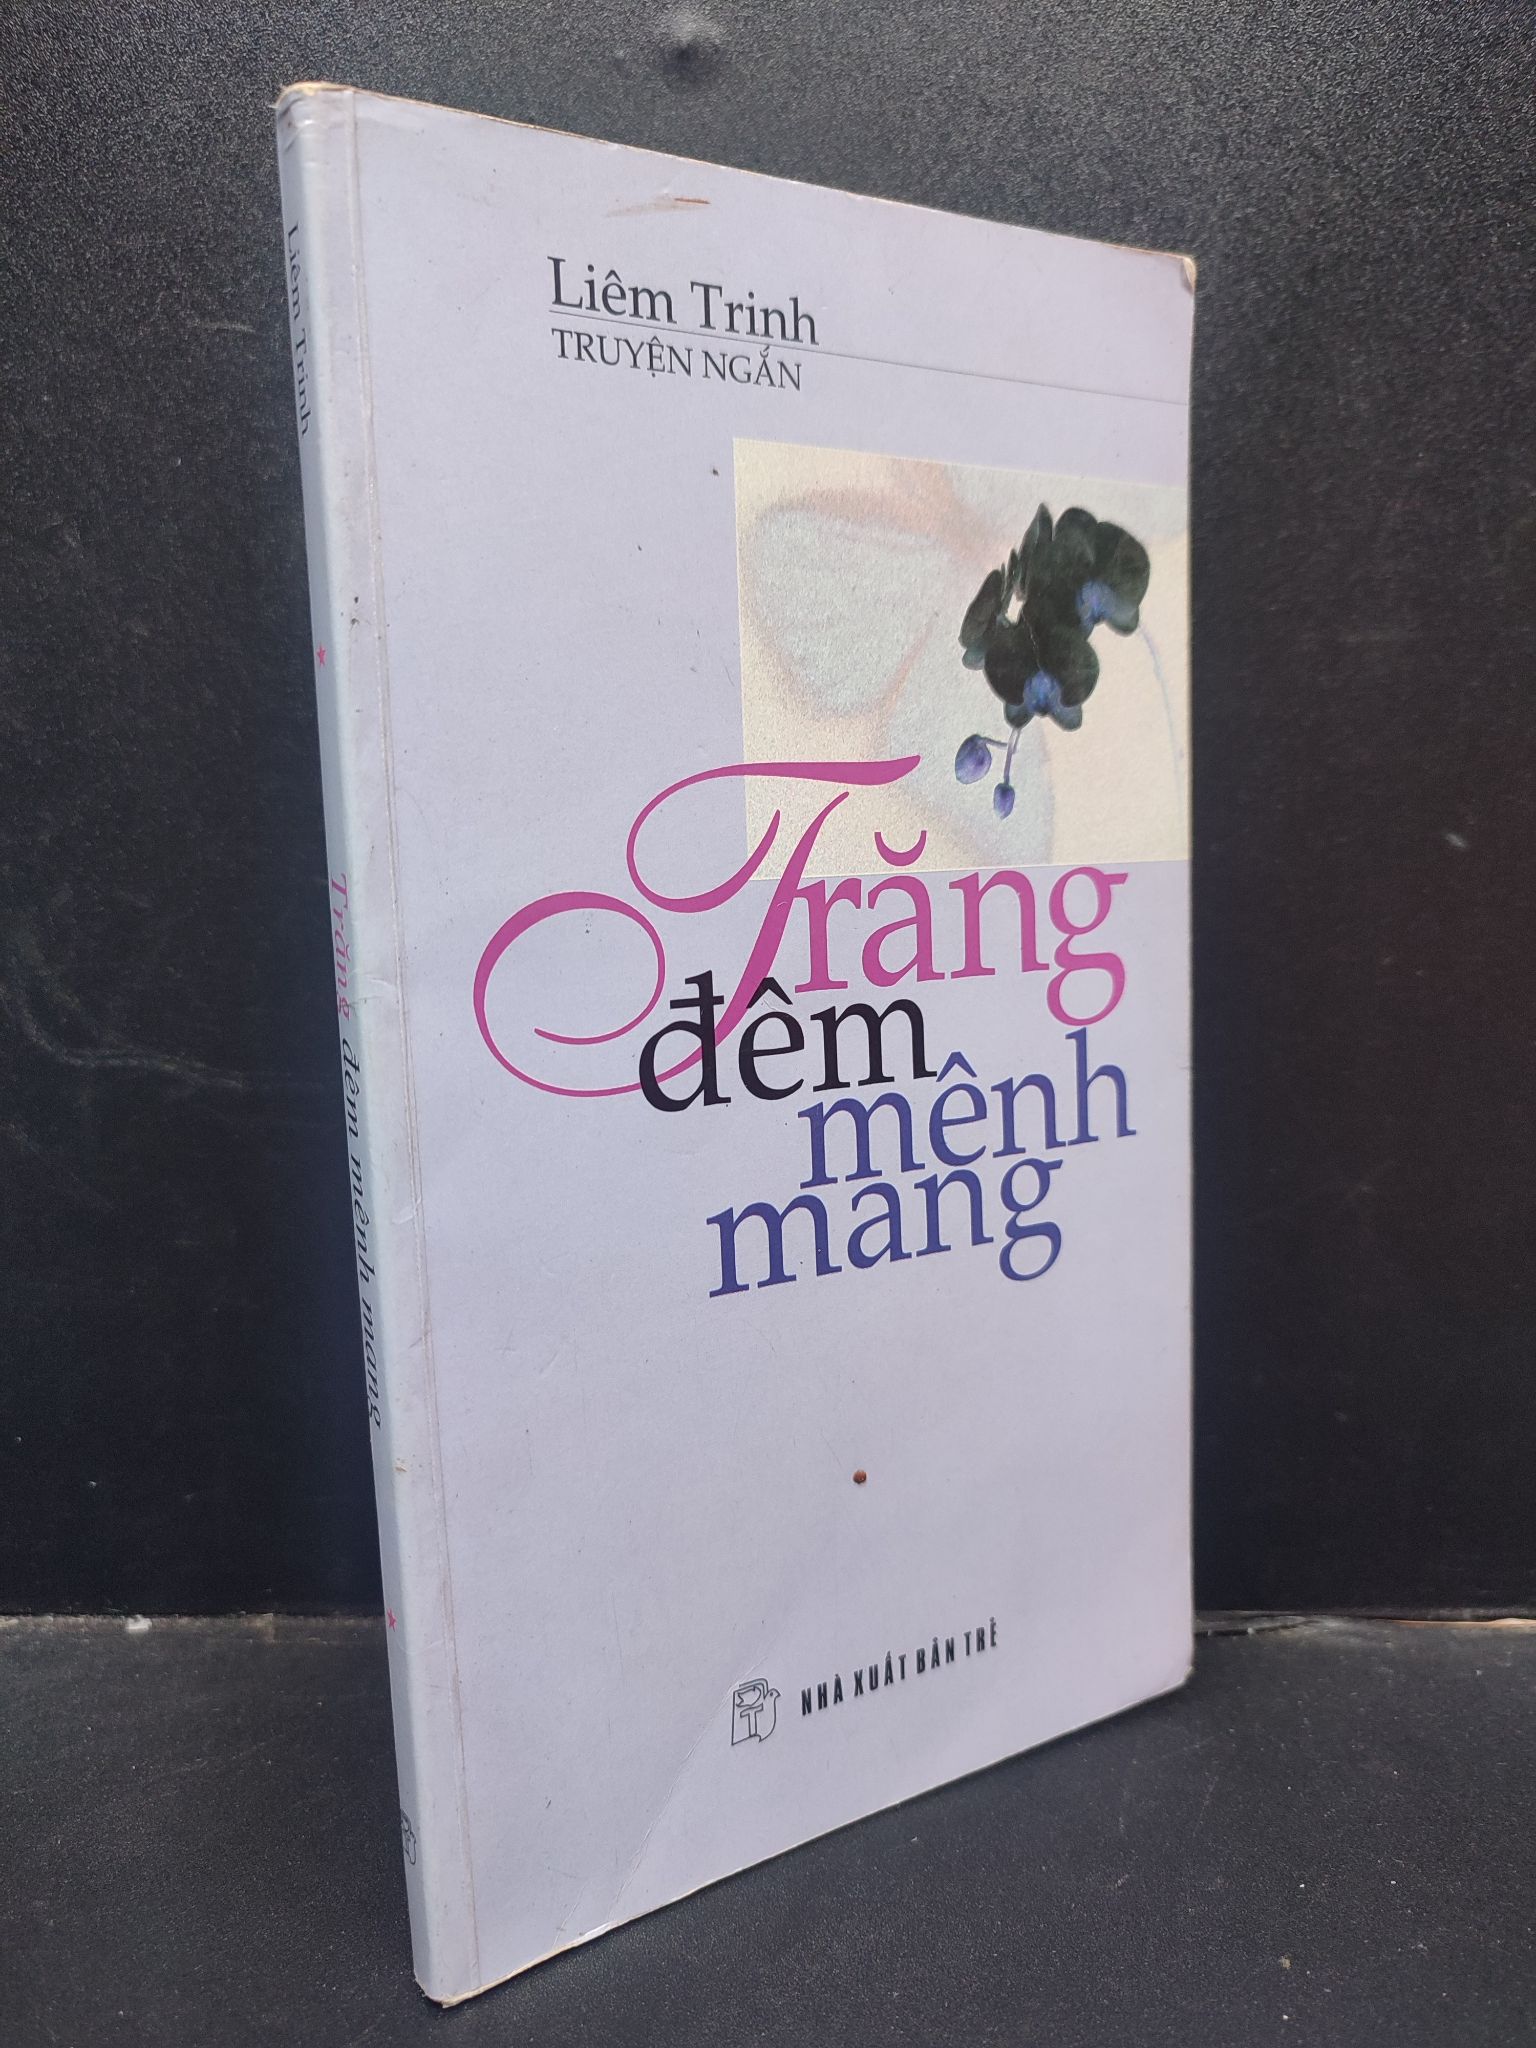 Liêm Trinh
TRUYỆN NGẮN
Trăng
đêm
mênh
mang
NHÀ XUẤT BẢN TRẺ
Liêm Trinh
Trăng đêm mênh mang